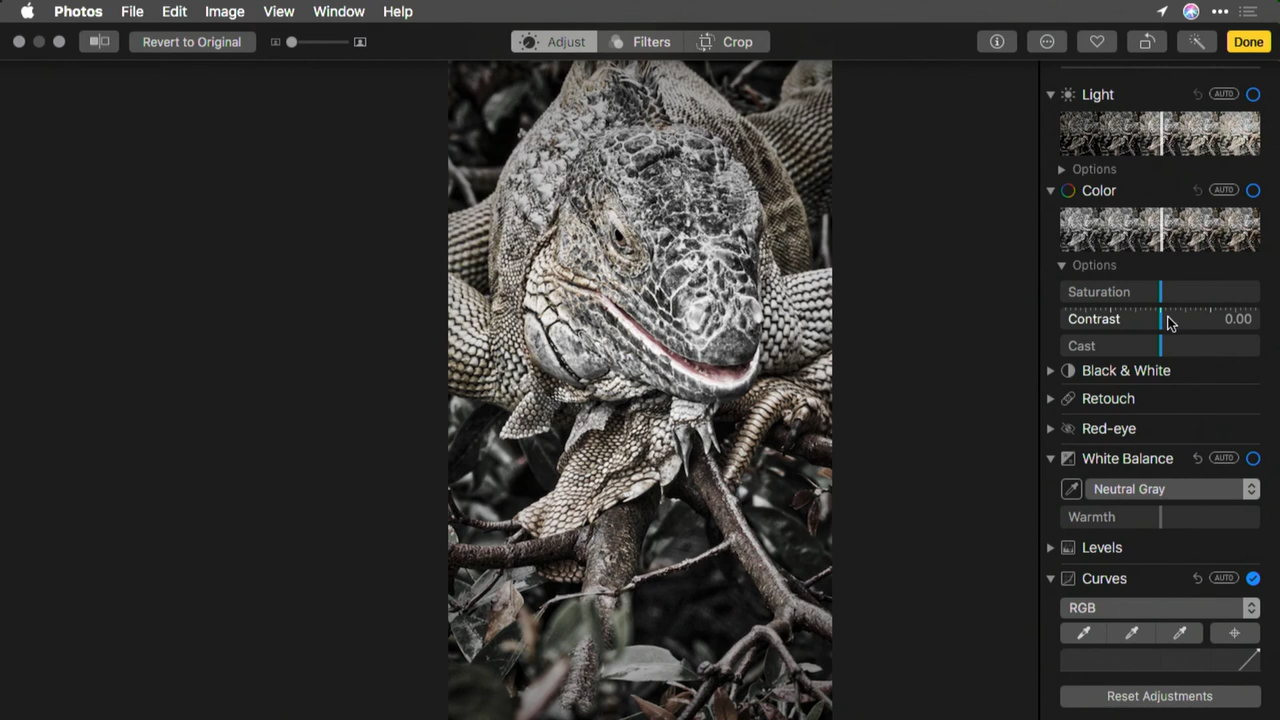 Photos File Edit Image View Window Help
Revert to Original
Adjust Filters Crop
Done
Light AUTO
Options
Color AUTO
Options
Saturation
Contrast 0.00
Cast
Black & White
Retouch
Red-eye
White Balance AUTO
Neutral Gray
Warmth
Levels
Curves AUTO
RGB
Reset Adjustments